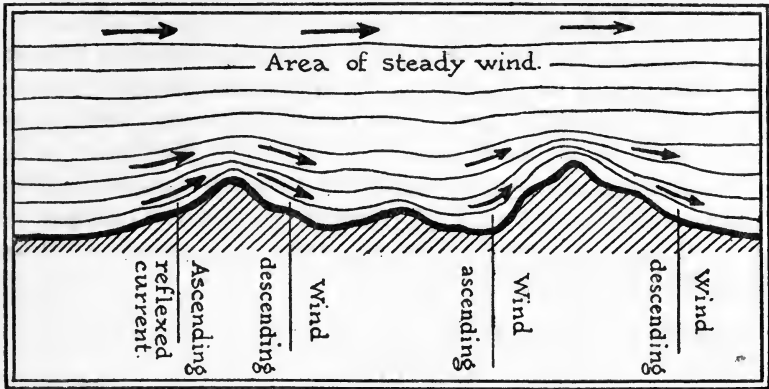 Area of steady wind.
Ascending
reflexed
current.
Wind
descending
Wind
ascending
Wind
descending